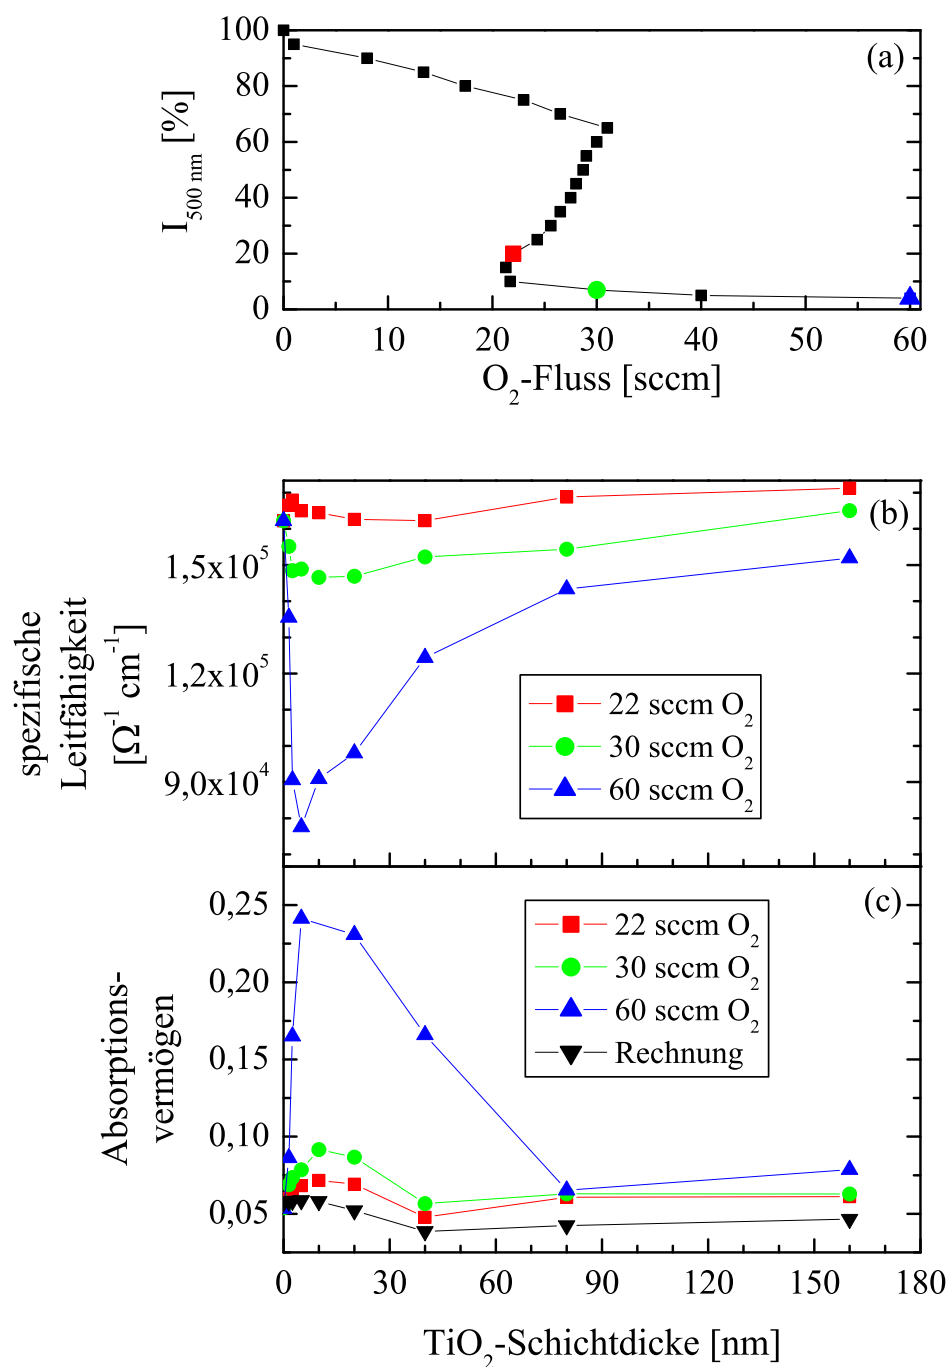 (a)
I500 nm [%]
100
80
60
40
20
0
0 10 20 30 40 50 60
O2-Fluss [sccm]
(b)
spezifische
Leitfähigkeit
[Ω-1 cm-1]
1,5x10^5
1,2x10^5
9,0x10^4
22 sccm O2
30 sccm O2
60 sccm O2
(c)
Absorptions-
vermögen
0,25
0,20
0,15
0,10
0,05
22 sccm O2
30 sccm O2
60 sccm O2
Rechnung
0 30 60 90 120 150 180
TiO2-Schichtdicke [nm]